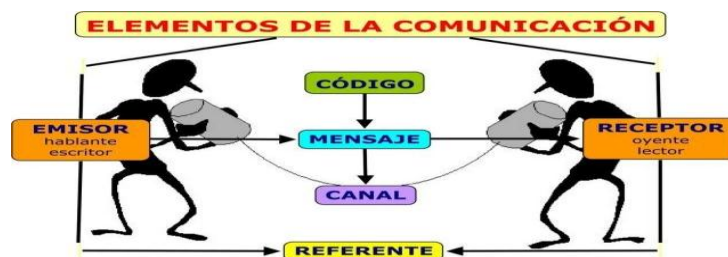 ELEMENTOS DE LA COMUNICACIÓN
CÓDIGO
EMISOR
hablante
escritor
MENSAJE
RECEPTOR
oyente
lector
CANAL
REFERENTE